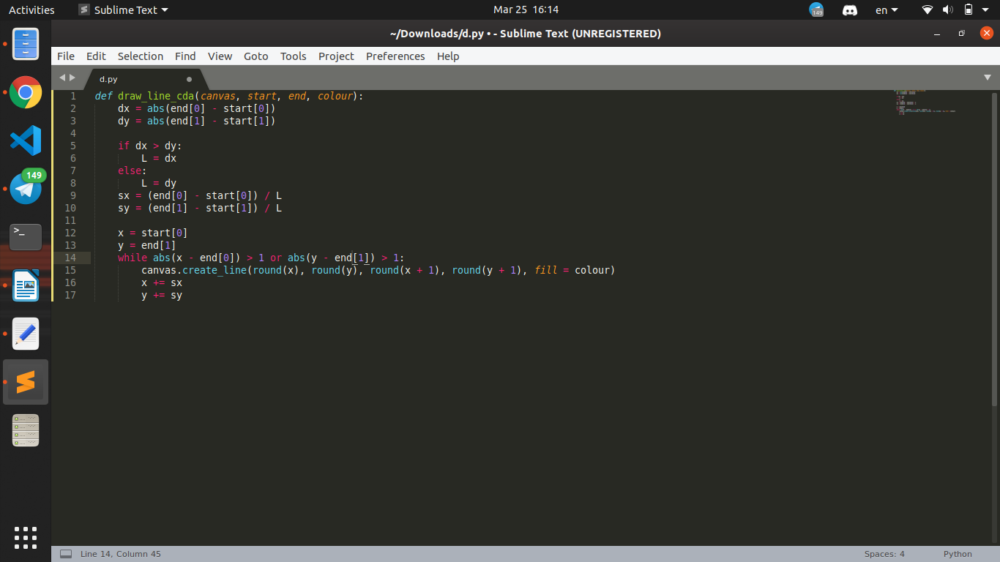 Activities Sublime Text Mar 25 16:14 149 en
~/Downloads/d.py • - Sublime Text (UNREGISTERED)
File Edit Selection Find View Goto Tools Project Preferences Help
d.py
1 def draw_line_cda(canvas, start, end, colour):
2     dx = abs(end[0] - start[0])
3     dy = abs(end[1] - start[1])
4
5     if dx > dy:
6         L = dx
7     else:
8         L = dy
9     sx = (end[0] - start[0]) / L
10     sy = (end[1] - start[1]) / L
11
12     x = start[0]
13     y = end[1]
14     while abs(x - end[0]) > 1 or abs(y - end[1]) > 1:
15         canvas.create_line(round(x), round(y), round(x + 1), round(y + 1), fill = colour)
16         x += sx
17         y += sy
149
>_
Line 14, Column 45 Spaces: 4 Python